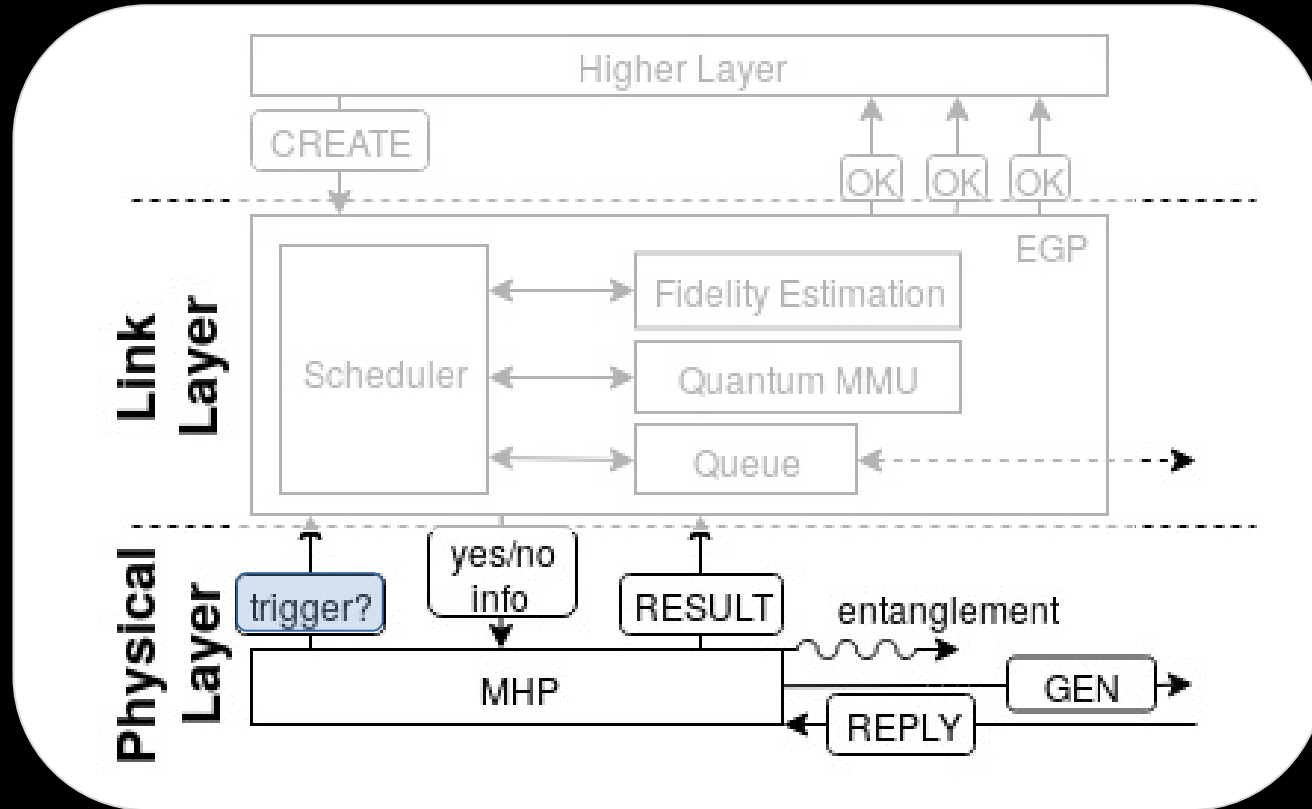 Higher Layer
CREATE
OK
OK
OK
Link
Layer
EGP
Scheduler
Fidelity Estimation
Quantum MMU
Queue
Physical
Layer
trigger?
yes/no
info
RESULT
entanglement
MHP
GEN
REPLY